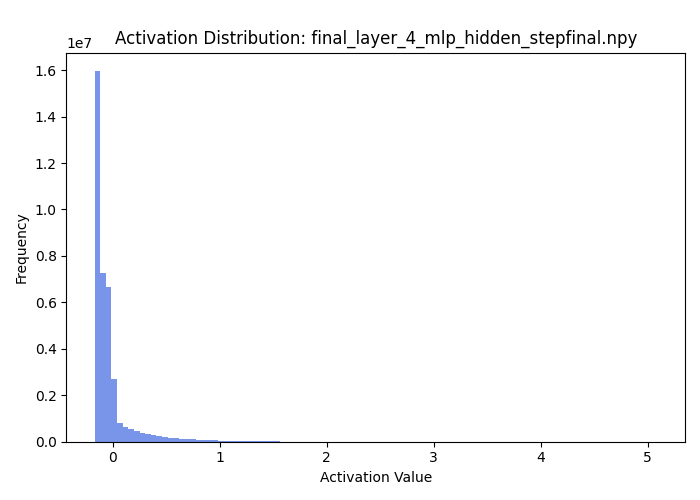 Activation Distribution: final_layer_4_mlp_hidden_stepfinal.npy
1e7
1.6
1.4
1.2
1.0
0.8
0.6
0.4
0.2
0.0
Frequency
0 1 2 3 4 5
Activation Value